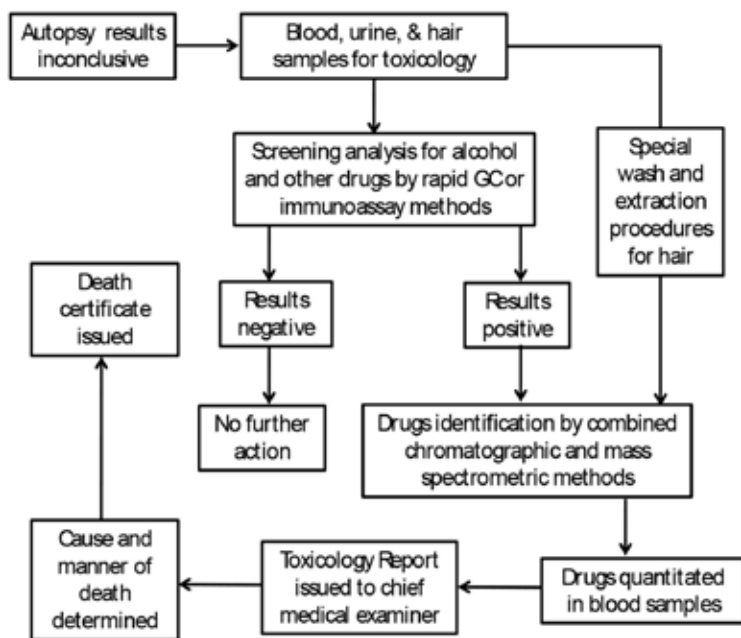 Autopsy results
inconclusive
Blood, urine, & hair
samples for toxicology
Screening analysis for alcohol
and other drugs by rapid GC or
immunoassay methods
Special
wash and
extraction
procedures
for hair
Death
certificate
issued
Results
negative
Results
positive
No further
action
Drugs identification by combined
chromatographic and mass
spectrometric methods
Cause and
manner of
death
determined
Toxicology Report
issued to chief
medical examiner
Drugs quantitated
in blood samples